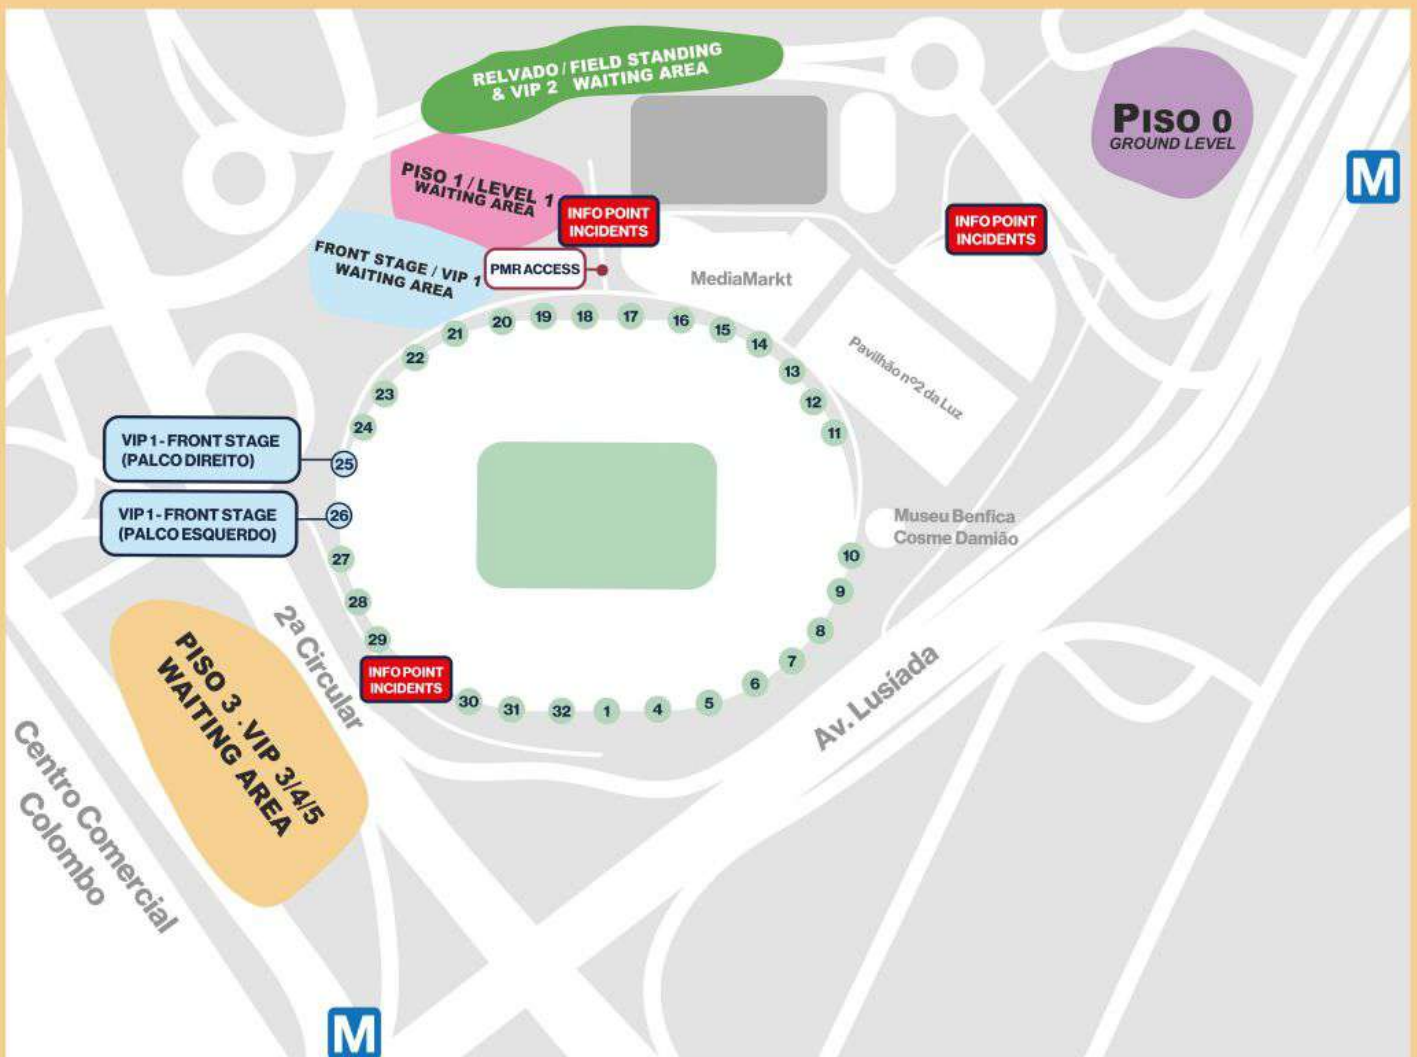 RELVADO / FIELD STANDING
& VIP 2 WAITING AREA
PISO 0
GROUND LEVEL
M
PISO 1 / LEVEL 1
WAITING AREA
INFO POINT
INCIDENTS
INFO POINT
INCIDENTS
FRONT STAGE / VIP 1
WAITING AREA
PMR ACCESS
MediaMarkt
21
20
19
18
17
16
15
14
22
13
23
12
24
11
Pavilhão nº2 da Luz
VIP 1 - FRONT STAGE
(PALCO DIREITO)
25
VIP 1 - FRONT STAGE
(PALCO ESQUERDO)
26
Museu Benfica
Cosme Damião
27
10
28
9
29
8
7
INFO POINT
INCIDENTS
6
30
31
32
1
4
5
2ª Circular
Av. Lusíada
PISO 3 . VIP 3/4/5
WAITING AREA
Centro Comercial
Colombo
M